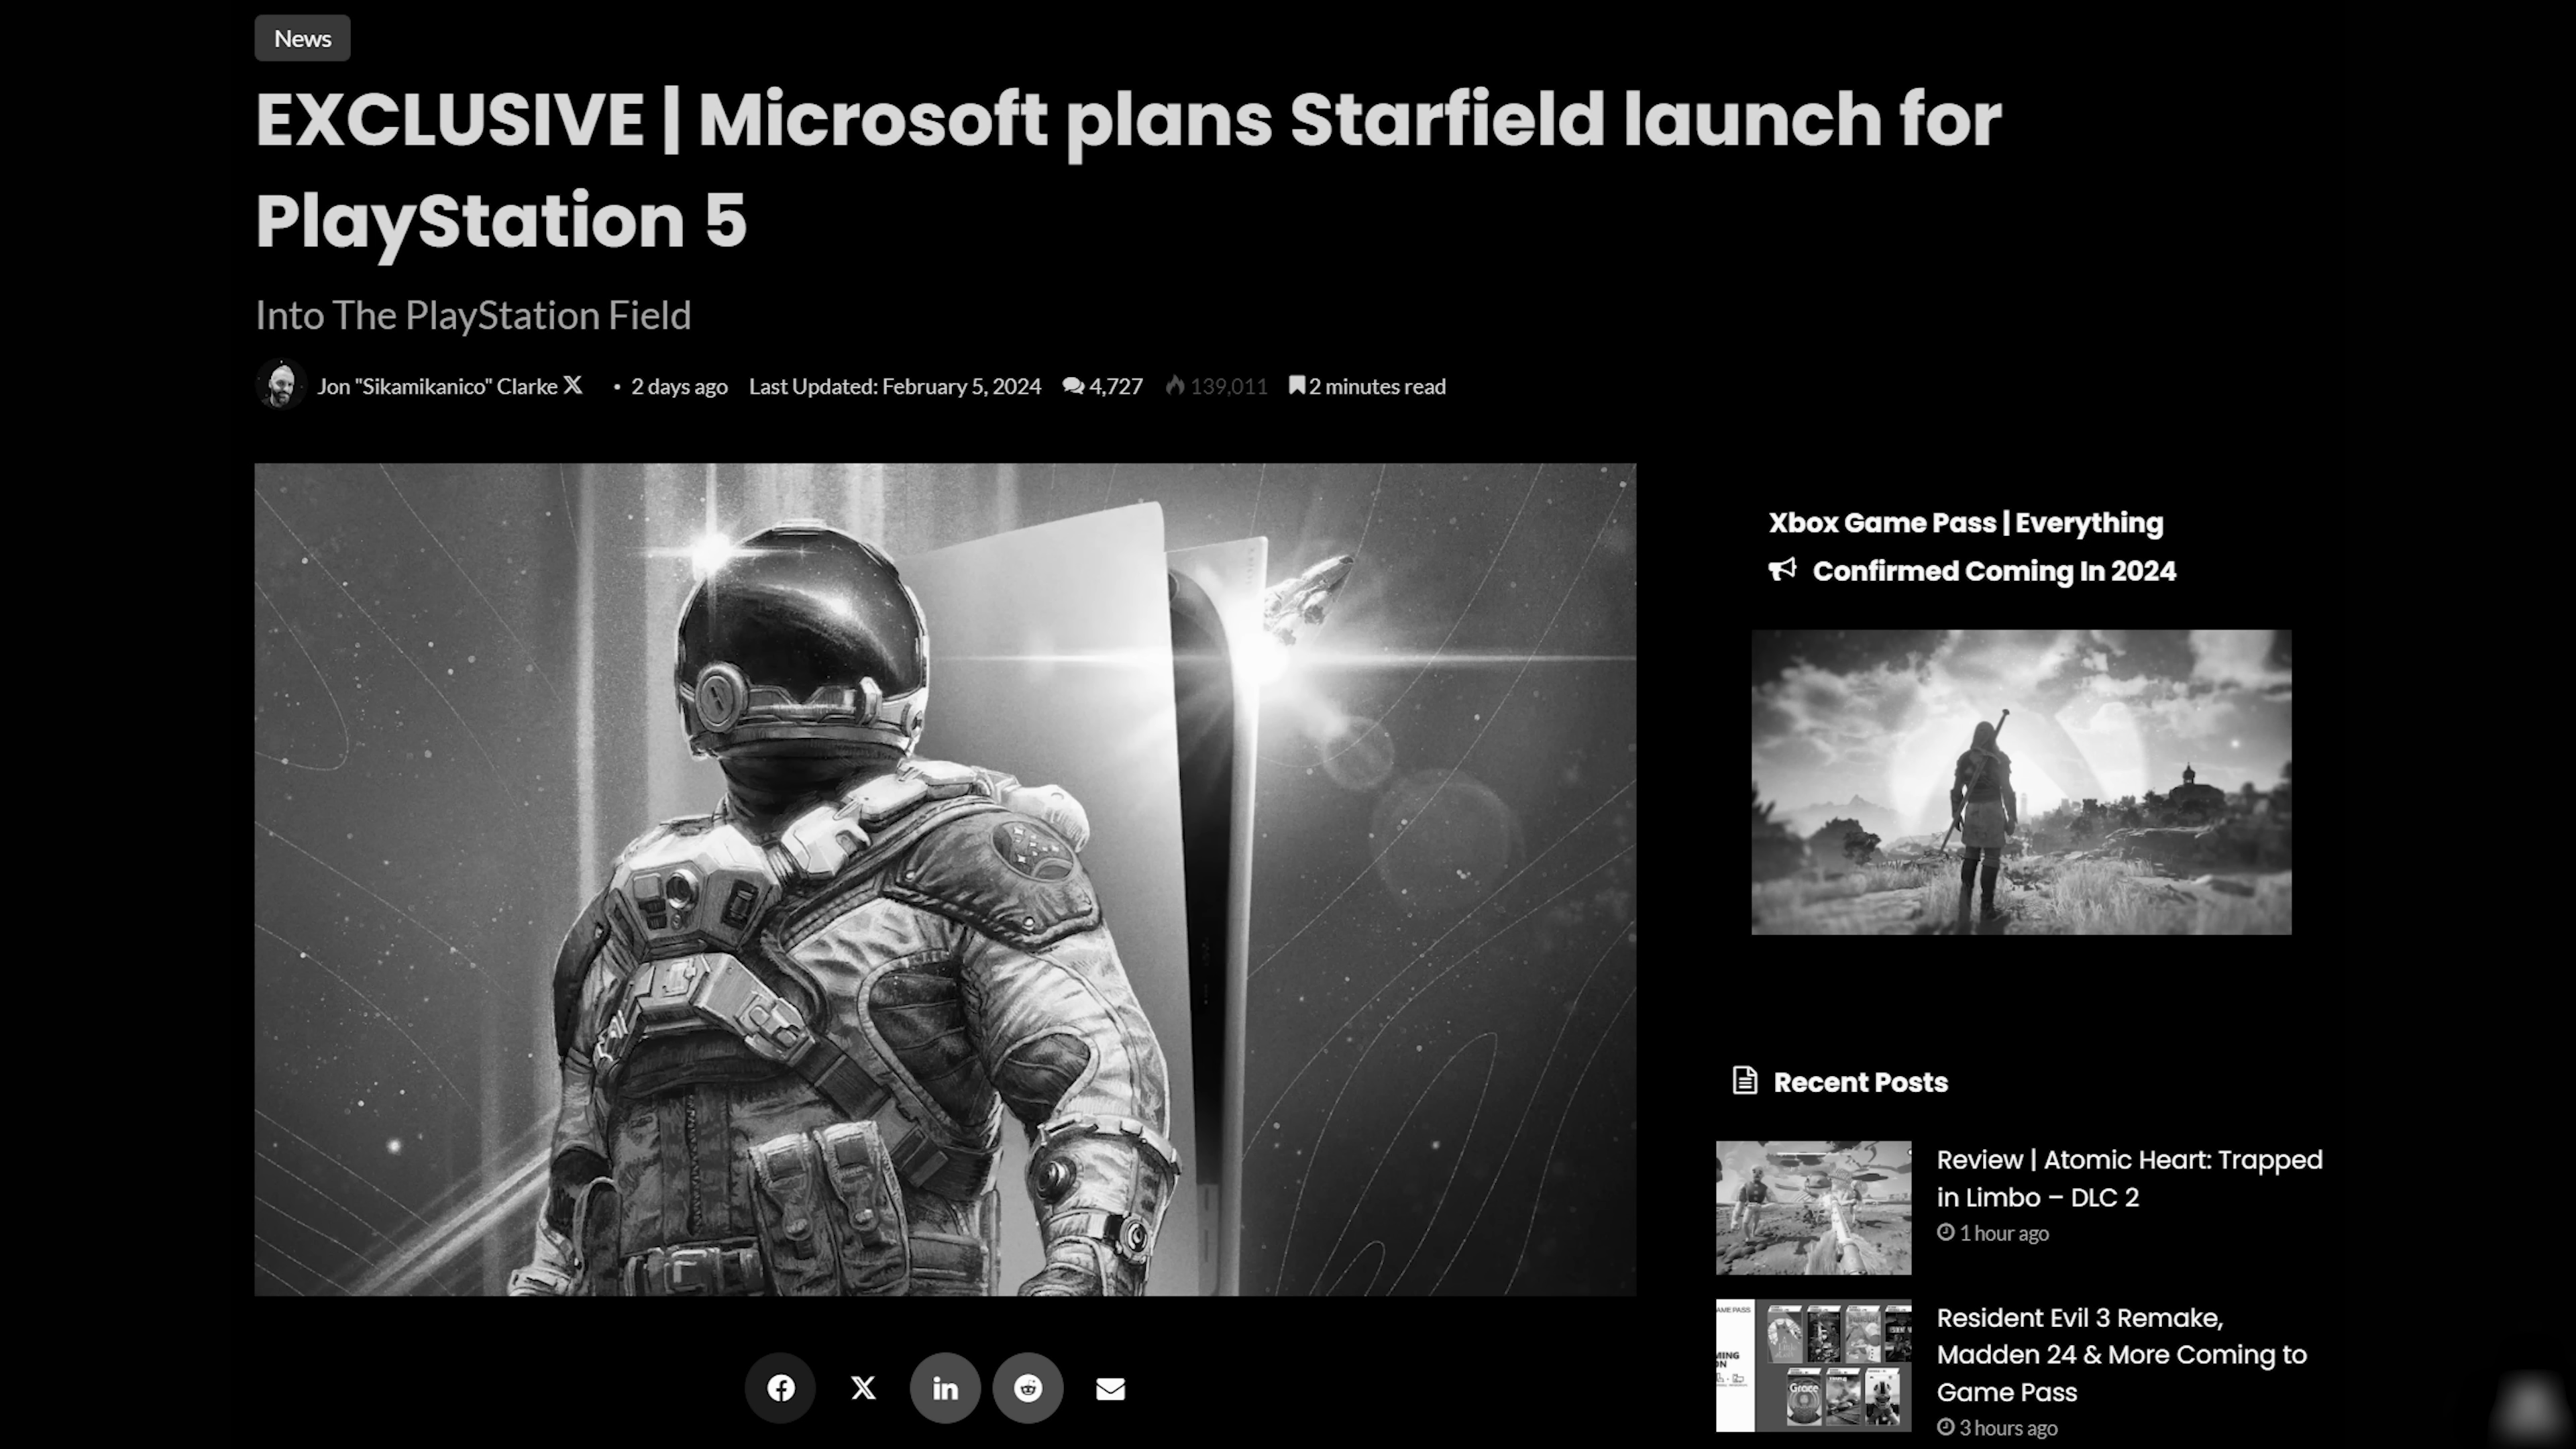 News
EXCLUSIVE | Microsoft plans Starfield launch for
PlayStation 5
Into The PlayStation Field
Jon "Sikamikanico" Clarke X • 2 days ago Last Updated: February 5, 2024 4,727 139,011 2 minutes read
Xbox Game Pass | Everything
Confirmed Coming In 2024
Recent Posts
Review | Atomic Heart: Trapped
in Limbo – DLC 2
1 hour ago
Resident Evil 3 Remake,
Madden 24 & More Coming to
Game Pass
3 hours ago